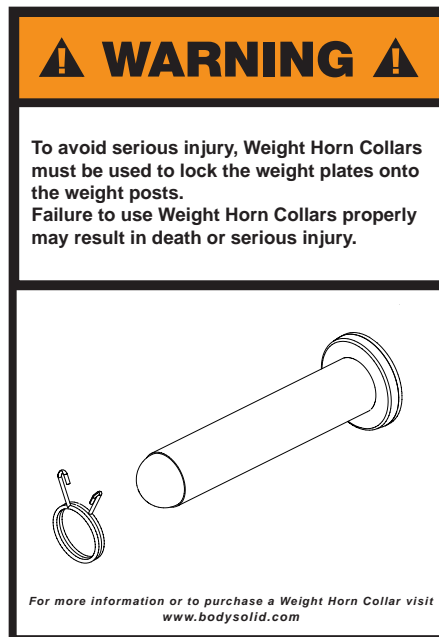 WARNING
To avoid serious injury, Weight Horn Collars
must be used to lock the weight plates onto
the weight posts.
Failure to use Weight Horn Collars properly
may result in death or serious injury.
For more information or to purchase a Weight Horn Collar visit
www.bodysolid.com